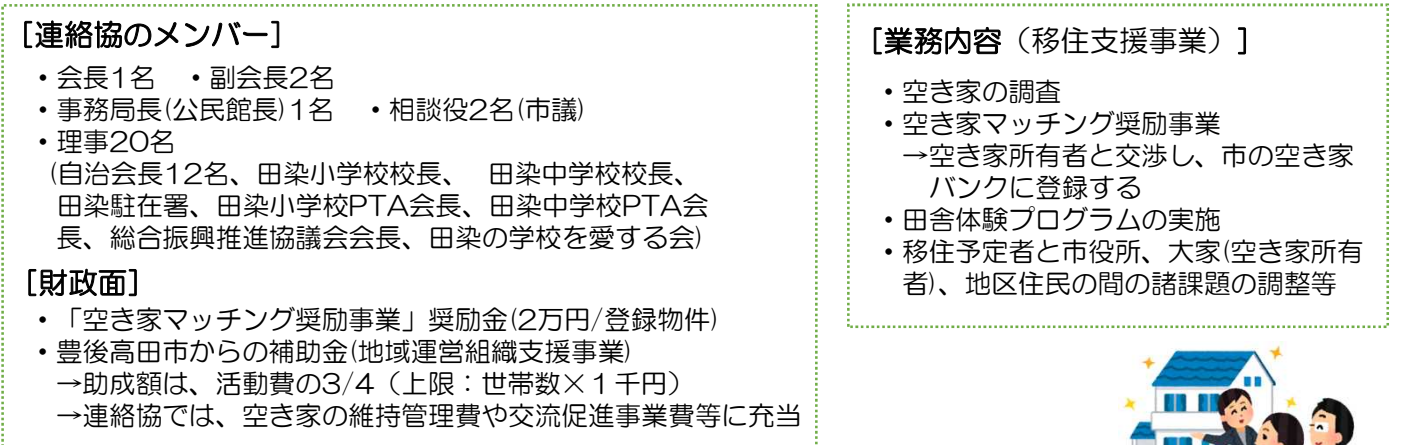 [連絡協のメンバー]
・会長1名　・副会長2名
・事務局長(公民館長)1名　・相談役2名(市議)
・理事20名
(自治会長12名、田染小学校校長、　田染中学校校長、
田染駐在署、田染小学校PTA会長、田染中学校PTA会
長、総合振興推進協議会会長、田染の学校を愛する会)
[財政面]
・「空き家マッチング奨励事業」奨励金(2万円/登録物件)
・豊後高田市からの補助金(地域運営組織支援事業)
→助成額は、活動費の3/4（上限：世帯数×１千円）
→連絡協では、空き家の維持管理費や交流促進事業費等に充当
[業務内容（移住支援事業）]
・空き家の調査
・空き家マッチング奨励事業
→空き家所有者と交渉し、市の空き家
バンクに登録する
・田舎体験プログラムの実施
・移住予定者と市役所、大家(空き家所有
者)、地区住民の間の諸課題の調整等